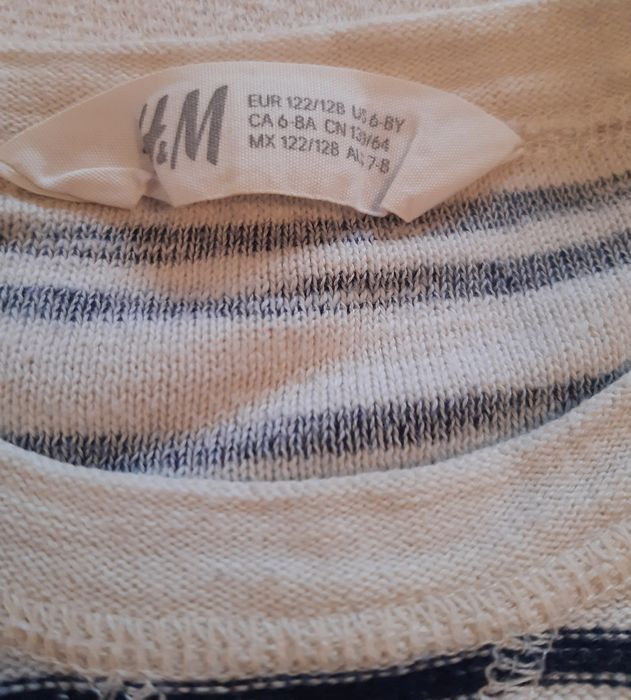 H&M
EUR 122/128 US 6-8Y
CA 6-8A CN 130/64
MX 122/128 AU 7-8